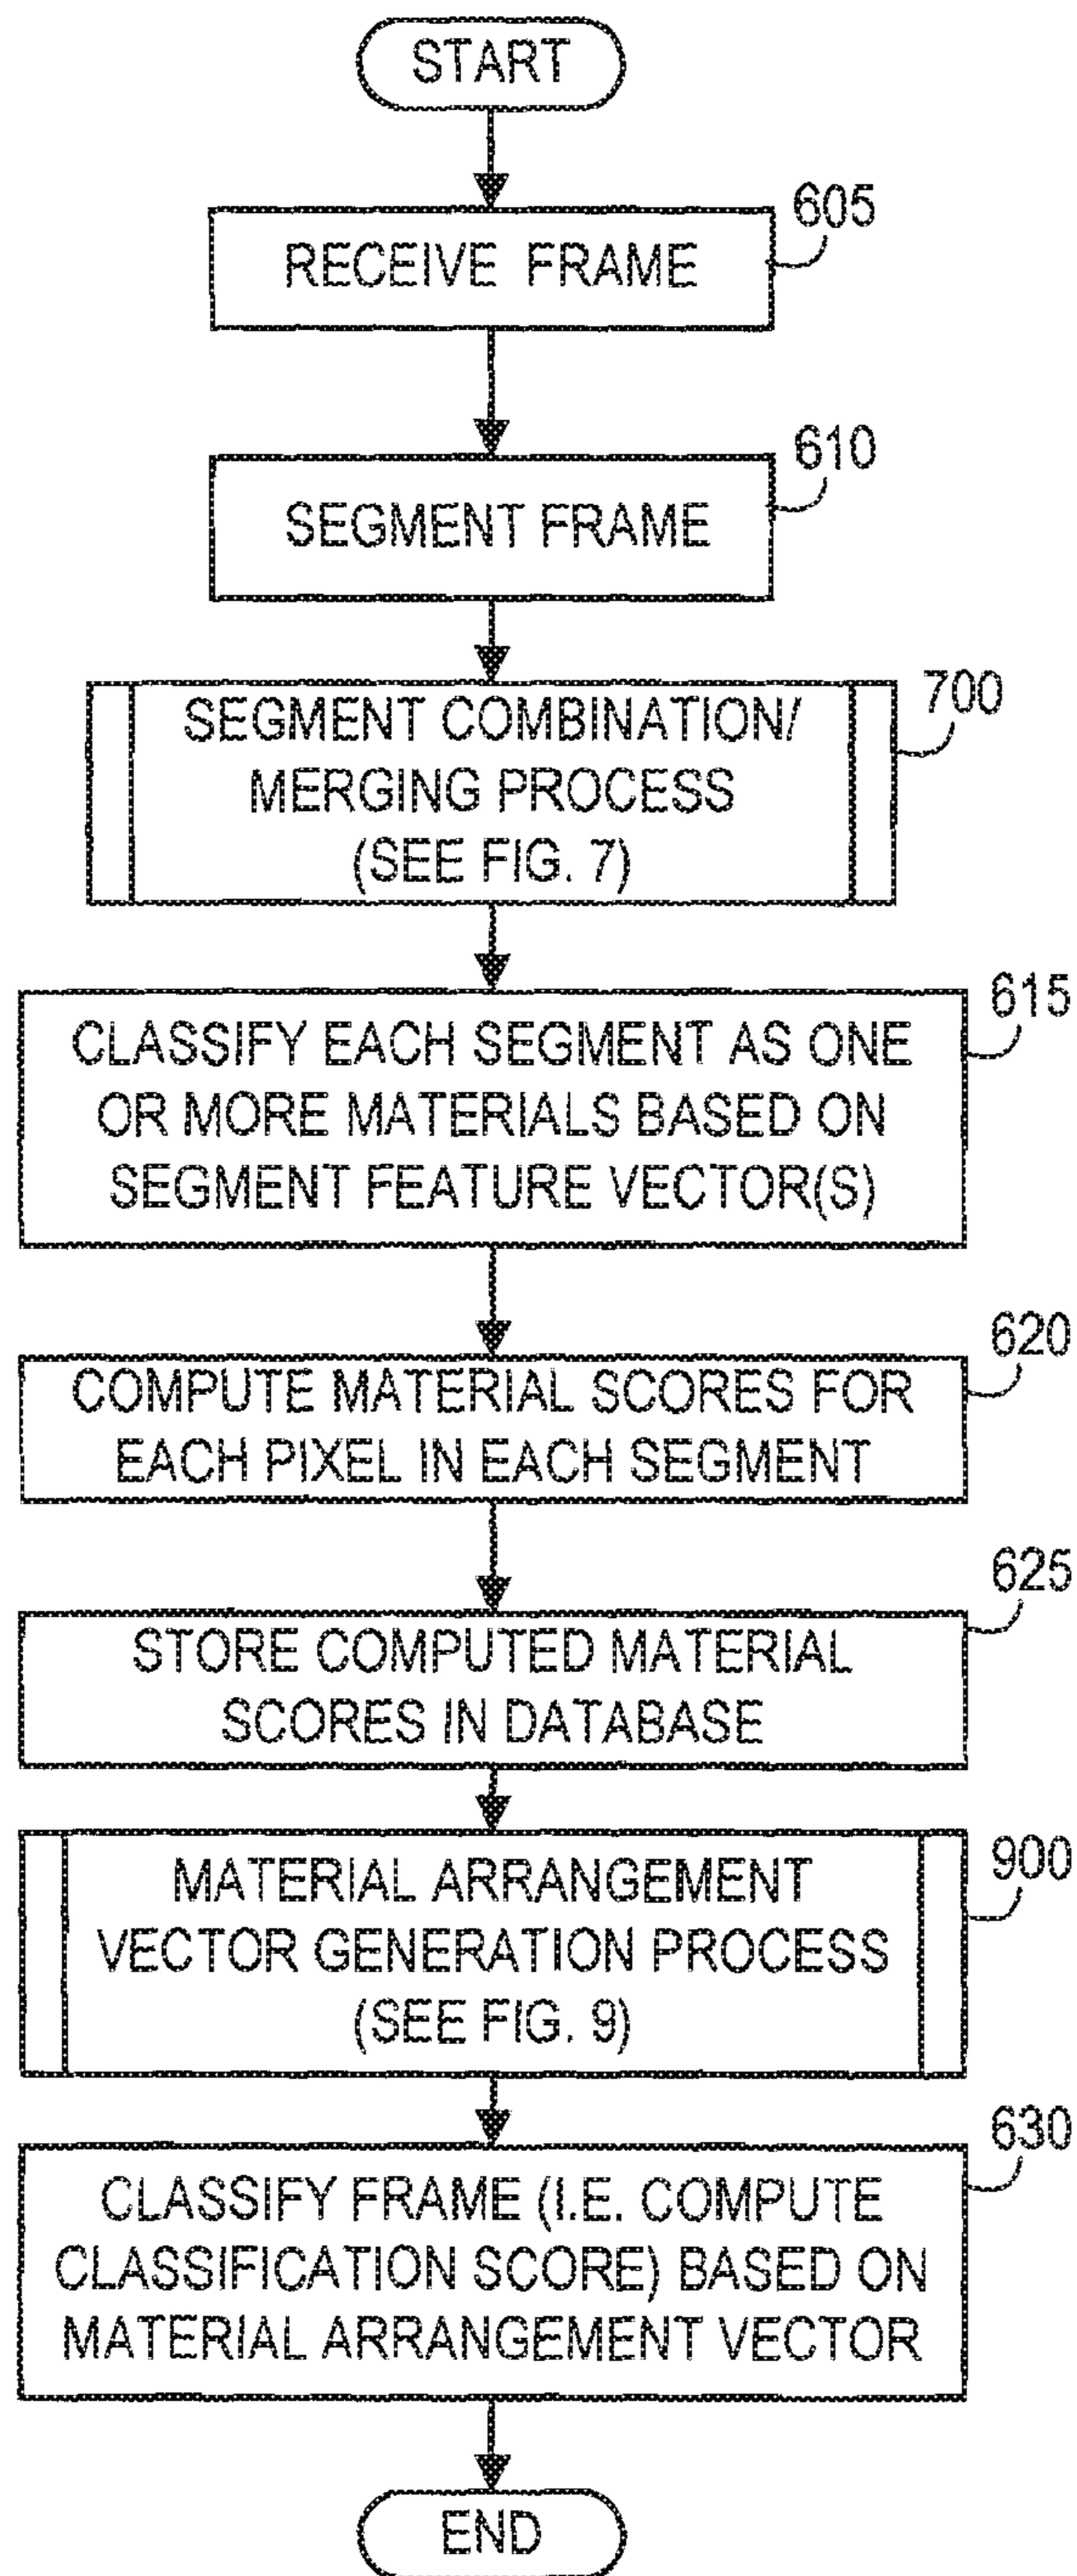 START
605
RECEIVE FRAME
610
SEGMENT FRAME
700
SEGMENT COMBINATION/
MERGING PROCESS
(SEE FIG. 7)
615
CLASSIFY EACH SEGMENT AS ONE
OR MORE MATERIALS BASED ON
SEGMENT FEATURE VECTOR(S)
620
COMPUTE MATERIAL SCORES FOR
EACH PIXEL IN EACH SEGMENT
625
STORE COMPUTED MATERIAL
SCORES IN DATABASE
900
MATERIAL ARRANGEMENT
VECTOR GENERATION PROCESS
(SEE FIG. 9)
630
CLASSIFY FRAME (I.E. COMPUTE
CLASSIFICATION SCORE) BASED ON
MATERIAL ARRANGEMENT VECTOR
END